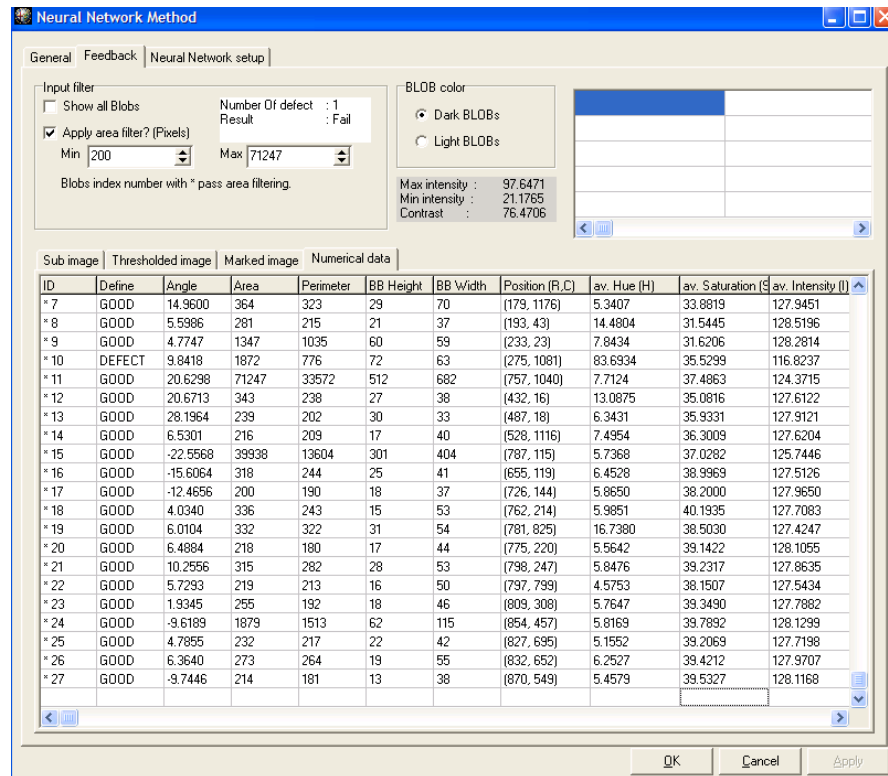 Neural Network Method
General Feedback Neural Network setup
Input filter
Show all Blobs
Number Of defect : 1
Result : Fail
Apply area filter? (Pixels)
Min 200 Max 71247
Blobs index number with * pass area filtering.
BLOB color
Dark BLOBs
Light BLOBs
Max intensity : 97.6471
Min intensity : 21.1765
Contrast : 76.4706
Sub image Thresholded image Marked image Numerical data
ID Define Angle Area Perimeter BB Height BB Width Position (R,C) av. Hue (H) av. Saturation (S av. Intensity (I)
* 7 GOOD 14.9600 364 323 29 70 (179, 1176) 5.3407 33.8819 127.9451
* 8 GOOD 5.5986 281 215 21 37 (193, 43) 14.4804 31.5445 128.5196
* 9 GOOD 4.7747 1347 1035 60 59 (233, 23) 7.8434 31.6206 128.2814
* 10 DEFECT 9.8418 1872 776 72 63 (275, 1081) 83.6934 35.5299 116.8237
* 11 GOOD 20.6298 71247 33572 512 682 (757, 1040) 7.7124 37.4863 124.3715
* 12 GOOD 20.6713 343 238 27 38 (432, 16) 13.0875 35.0816 127.6122
* 13 GOOD 28.1964 239 202 30 33 (487, 18) 6.3431 35.9331 127.9121
* 14 GOOD 6.5301 216 209 17 40 (528, 1116) 7.4954 36.3009 127.6204
* 15 GOOD -22.5568 39938 13604 301 404 (787, 115) 5.7368 37.0282 125.7446
* 16 GOOD -15.6064 318 244 25 41 (655, 119) 6.4528 38.9969 127.5126
* 17 GOOD -12.4656 200 190 18 37 (726, 144) 5.8650 38.2000 127.9650
* 18 GOOD 4.0340 336 243 15 53 (762, 214) 5.9851 40.1935 127.7083
* 19 GOOD 6.0104 332 322 31 54 (781, 825) 16.7380 38.5030 127.4247
* 20 GOOD 6.4884 218 180 17 44 (775, 220) 5.5642 39.1422 128.1055
* 21 GOOD 10.2556 315 282 28 53 (798, 247) 5.8476 39.2317 127.8635
* 22 GOOD 5.7293 219 213 16 50 (797, 799) 4.5753 38.1507 127.5434
* 23 GOOD 1.9345 255 192 18 46 (809, 308) 5.7647 39.3490 127.7882
* 24 GOOD -9.6189 1879 1513 62 115 (854, 457) 5.8169 39.7892 128.1299
* 25 GOOD 4.7855 232 217 22 42 (827, 695) 5.1552 39.2069 127.7198
* 26 GOOD 6.3640 273 264 19 55 (832, 652) 6.2527 39.4212 127.9707
* 27 GOOD -9.7446 214 181 13 38 (870, 549) 5.4579 39.5327 128.1168
OK Cancel Apply